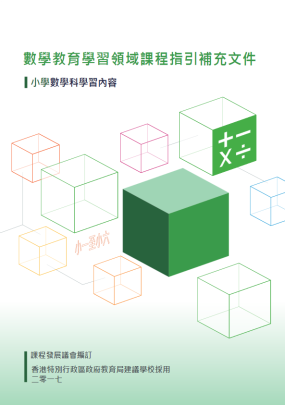 數學教育學習領域課程指引補充文件
小學數學科學習內容
+ −
× ÷
小一至小六
課程發展議會編訂
香港特別行政區政府教育局建議學校採用
二零一七